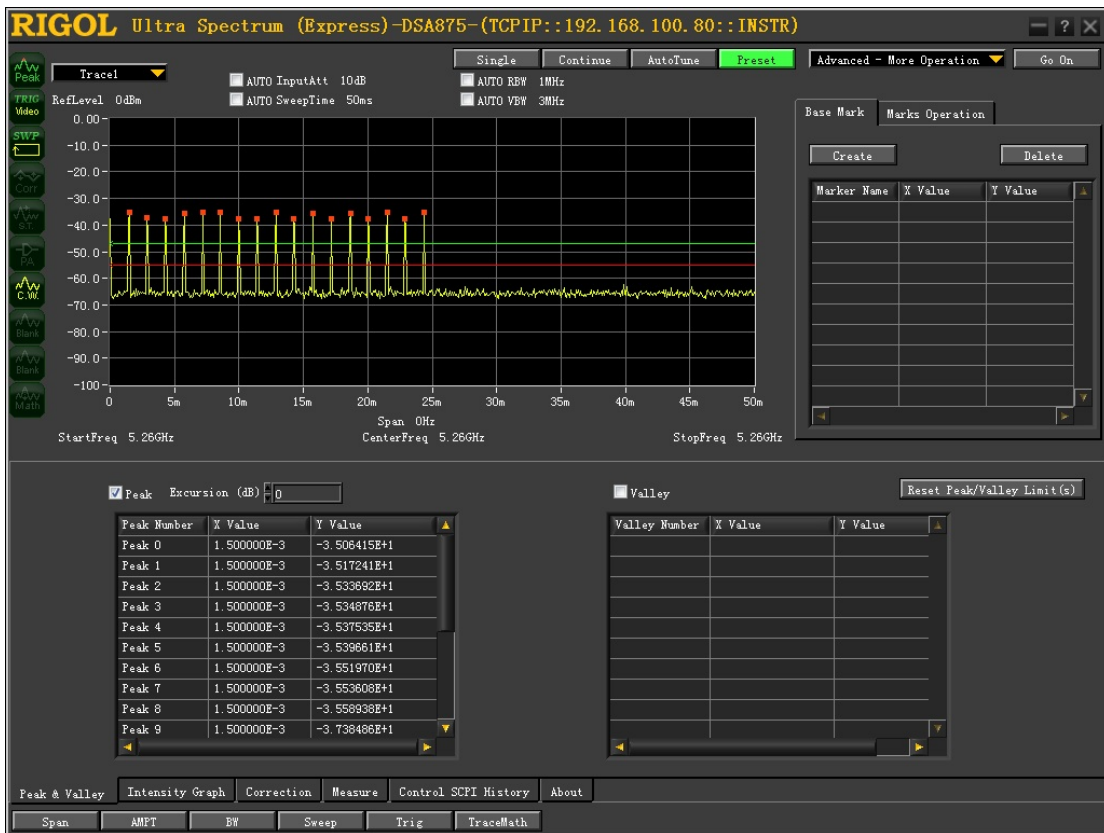 RIGOL Ultra Spectrum (Express)-DSA875-(TCPIP::192.168.100.80::INSTR)
Single Continue AutoTune Preset Advanced - More Operation Go On
Peak
Trace1
AUTO InputAtt 10dB
AUTO RBW 1MHz
TRIG
Video
RefLevel 0dBm
AUTO SweepTime 50ms
AUTO VBW 3MHz
SWP
Corr
S.T.
PA
C.W.
Blank
Blank
Math
0.00
-10.0
-20.0
-30.0
-40.0
-50.0
-60.0
-70.0
-80.0
-90.0
-100
0 5m 10m 15m 20m 25m 30m 35m 40m 45m 50m
Span 0Hz
StartFreq 5.26GHz CenterFreq 5.26GHz StopFreq 5.26GHz
Base Mark Marks Operation
Create Delete
Marker Name X Value Y Value
Peak Excursion (dB) 0
Peak Number X Value Y Value
Peak 0 1.500000E-3 -3.506415E+1
Peak 1 1.500000E-3 -3.517241E+1
Peak 2 1.500000E-3 -3.533692E+1
Peak 3 1.500000E-3 -3.534876E+1
Peak 4 1.500000E-3 -3.537535E+1
Peak 5 1.500000E-3 -3.539661E+1
Peak 6 1.500000E-3 -3.551970E+1
Peak 7 1.500000E-3 -3.553608E+1
Peak 8 1.500000E-3 -3.558938E+1
Peak 9 1.500000E-3 -3.738486E+1
Valley Reset Peak/Valley Limit(s)
Valley Number X Value Y Value
Peak & Valley Intensity Graph Correction Measure Control SCPI History About
Span AMPT BW Sweep Trig TraceMath